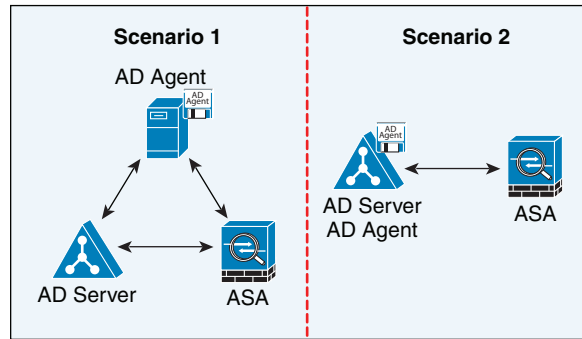 Scenario 1
AD Agent
AD
Agent
AD Server
ASA
Scenario 2
AD
Agent
AD Server
AD Agent
ASA